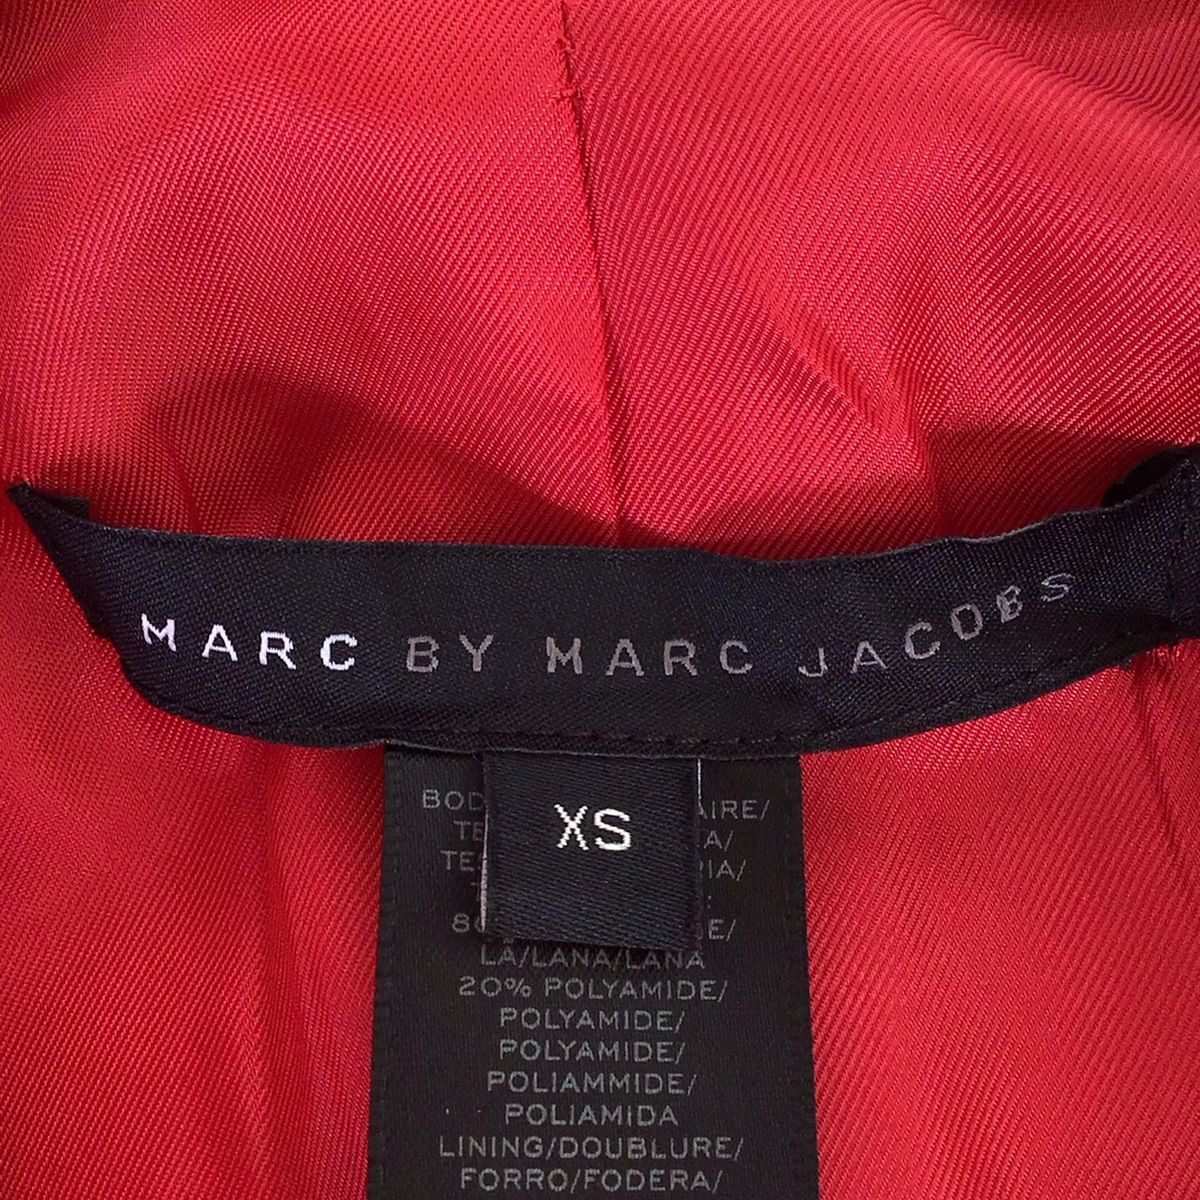 MARC BY MARC JACOBS
XS
LÃ/LANA/LANA
20% POLYAMIDE/
POLYAMIDE/
POLYAMIDE/
POLIAMMIDE/
POLIAMIDA
LINING/DOUBLURE/
FORRO/FODERA/